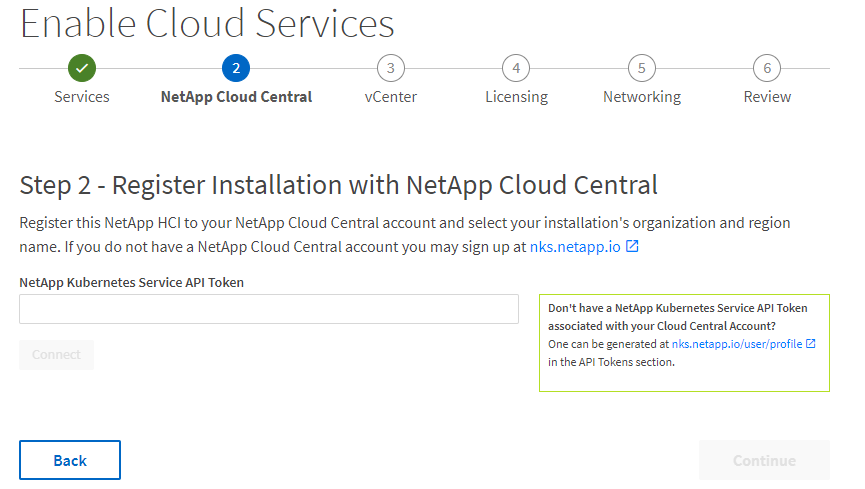 Enable Cloud Services
2
3
4
5
6
Services
NetApp Cloud Central
vCenter
Licensing
Networking
Review
Step 2 - Register Installation with NetApp Cloud Central
Register this NetApp HCI to your NetApp Cloud Central account and select your installation's organization and region
name. If you do not have a NetApp Cloud Central account you may sign up at nks.netapp.io
NetApp Kubernetes Service API Token
Don't have a NetApp Kubernetes Service API Token
associated with your Cloud Central Account?
One can be generated at nks.netapp.io/user/profile
in the API Tokens section.
Connect
Back
Continue